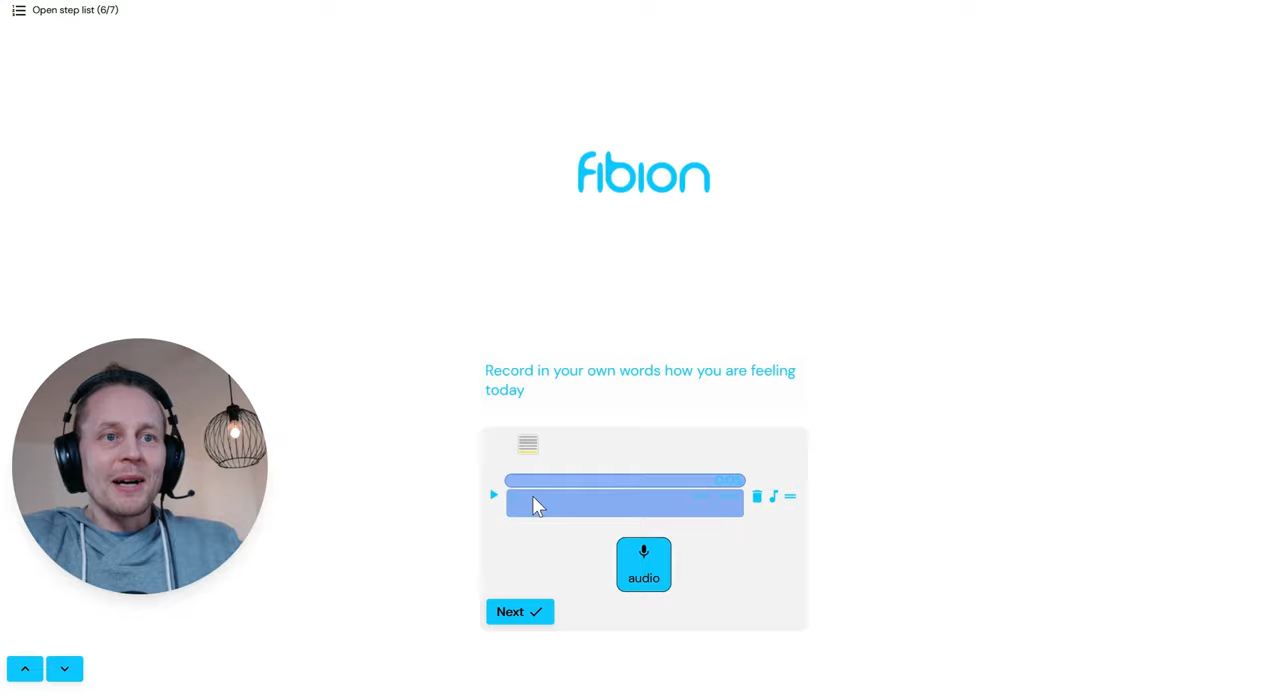 Open step list (6/7)
fibion
Record in your own words how you are feeling
today
audio
Next